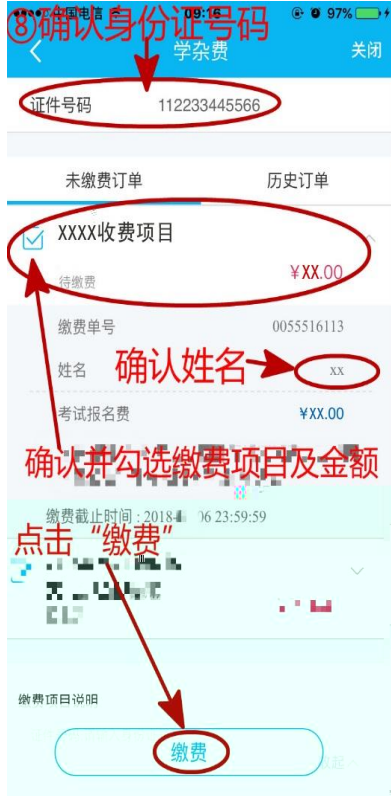 ⑧确认身份证号码
中国电信 09:16 97%
学杂费 关闭
证件号码 112233445566
未缴费订单 历史订单
XXXX收费项目
待缴费 ¥XX.00
缴费单号 0055516113
姓名 确认姓名 xx
考试报名费 ¥XX.00
确认并勾选缴费项目及金额
缴费截止时间 : 2018- 06 23:59:59
点击“缴费”
缴费项目说明
缴费
收起